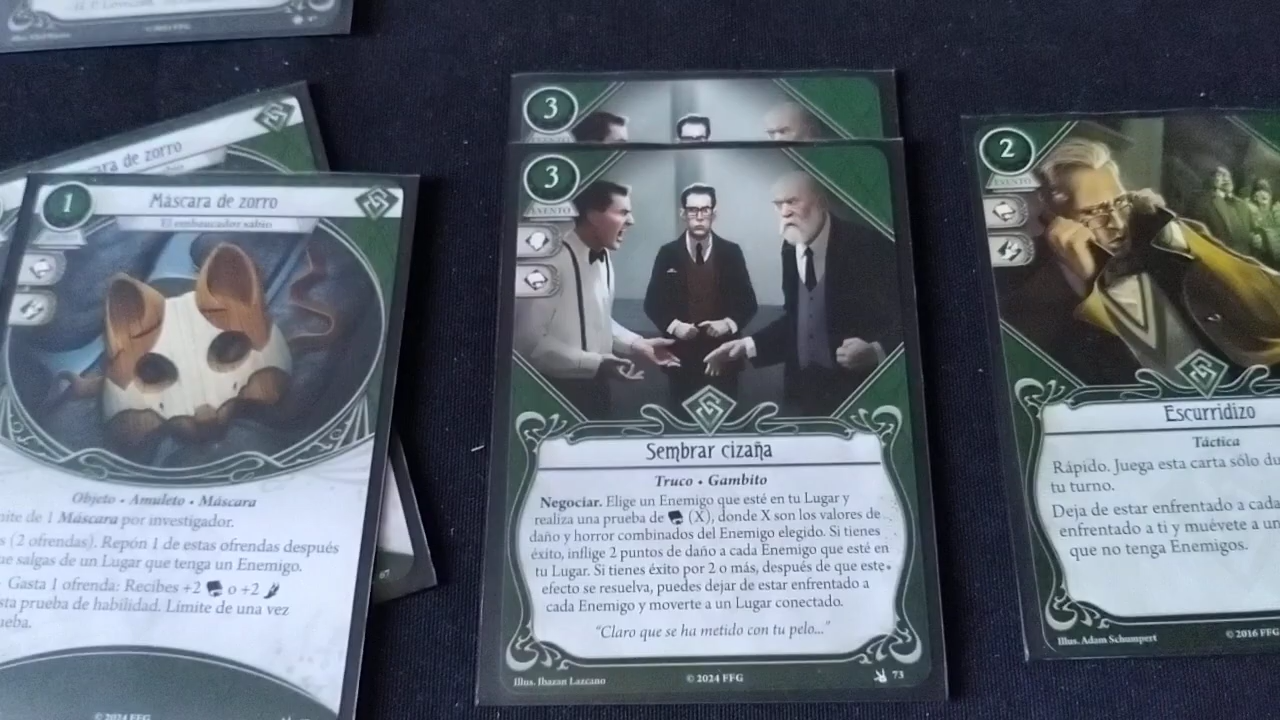 © 2021 FFG
ara de zorro
1
Máscara de zorro
El embaucador sabio
Objeto • Amuleto • Máscara
ite de 1 Máscara por investigador.
s (2 ofrendas). Repón 1 de estas ofrendas después
ue salgas de un Lugar que tenga un Enemigo.
Gasta 1 ofrenda: Recibes +2 o +2
sta prueba de habilidad. Límite de una vez
ueba.
© 2024 FFG
3
3
EVENTO
Sembrar cizaña
Truco • Gambito
Negociar. Elige un Enemigo que esté en tu Lugar y
realiza una prueba de (X), donde X son los valores de
daño y horror combinados del Enemigo elegido. Si tienes
éxito, inflige 2 puntos de daño a cada Enemigo que esté en
tu Lugar. Si tienes éxito por 2 o más, después de que este
efecto se resuelva, puedes dejar de estar enfrentado a
cada Enemigo y moverte a un Lugar conectado.
“Claro que se ha metido con tu pelo...”
Illus. Ibazan Lazcano
© 2024 FFG
73
2
EVENTO
Escurridizo
Táctica
Rápido. Juega esta carta sólo du
tu turno.
Deja de estar enfrentado a cada
enfrentado a ti y muévete a un
que no tenga Enemigos.
Illus. Adam Schumpert
© 2016 FFG